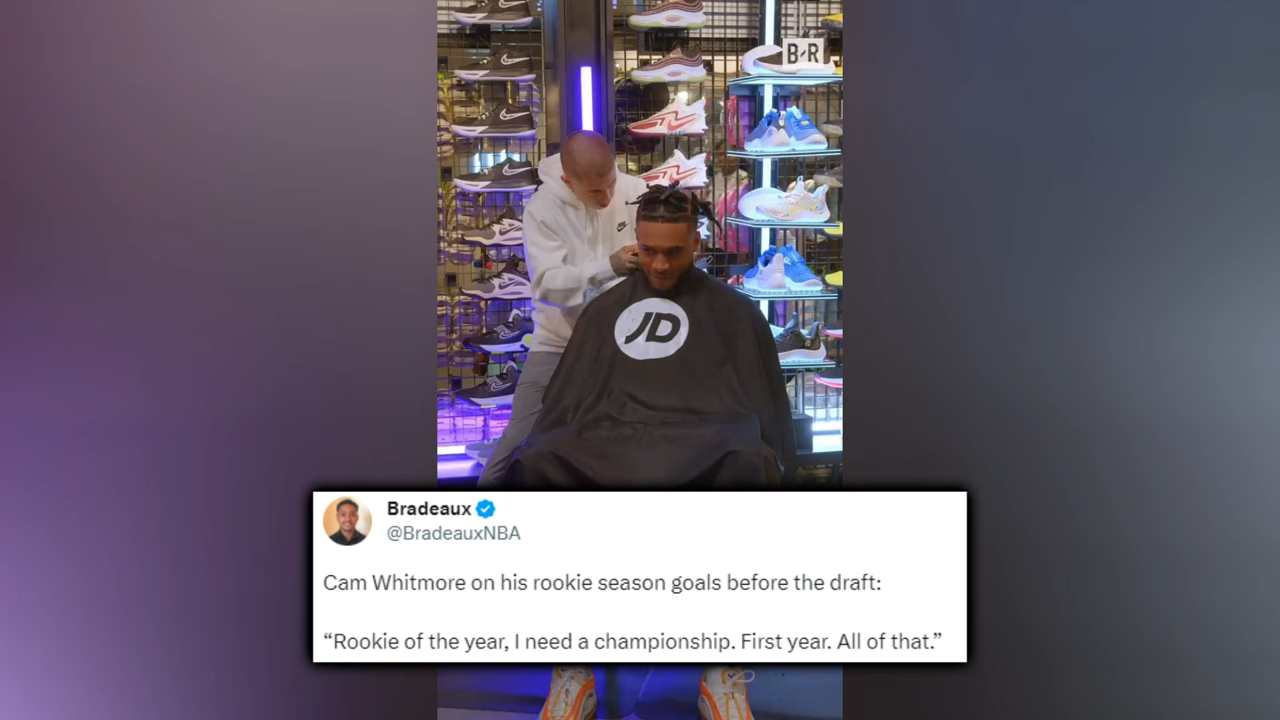 B/R
JD
Bradeaux
@BradeauxNBA
Cam Whitmore on his rookie season goals before the draft:
“Rookie of the year, I need a championship. First year. All of that.”